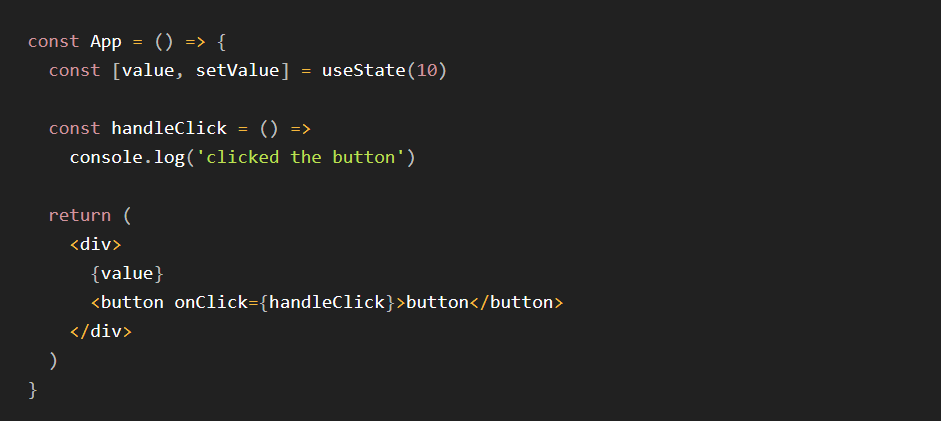 const App = () => {
  const [value, setValue] = useState(10)

  const handleClick = () =>
    console.log('clicked the button')

  return (
    <div>
      {value}
      <button onClick={handleClick}>button</button>
    </div>
  )
}